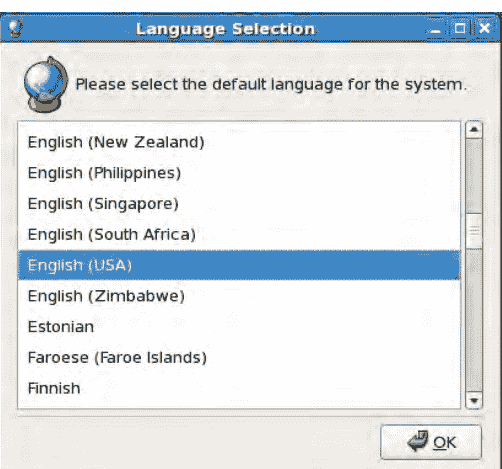 Language Selection
Please select the default language for the system.
English (New Zealand)
English (Philippines)
English (Singapore)
English (South Africa)
English (USA)
English (Zimbabwe)
Estonian
Faroese (Faroe Islands)
Finnish
OK